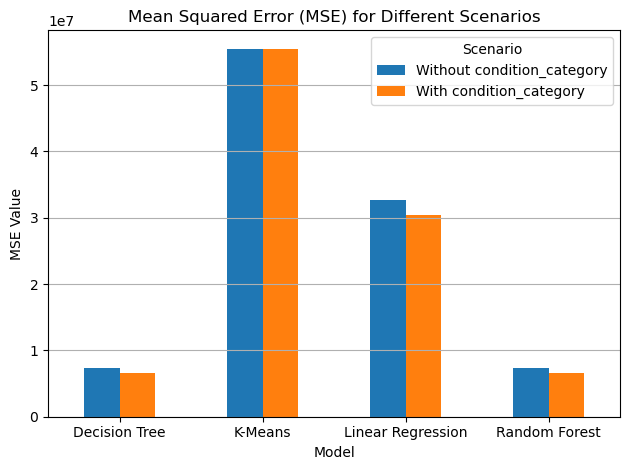 Mean Squared Error (MSE) for Different Scenarios
1e7
Scenario
Without condition_category
With condition_category
5
4
3
2
1
0
MSE Value
Decision Tree
K-Means
Linear Regression
Random Forest
Model